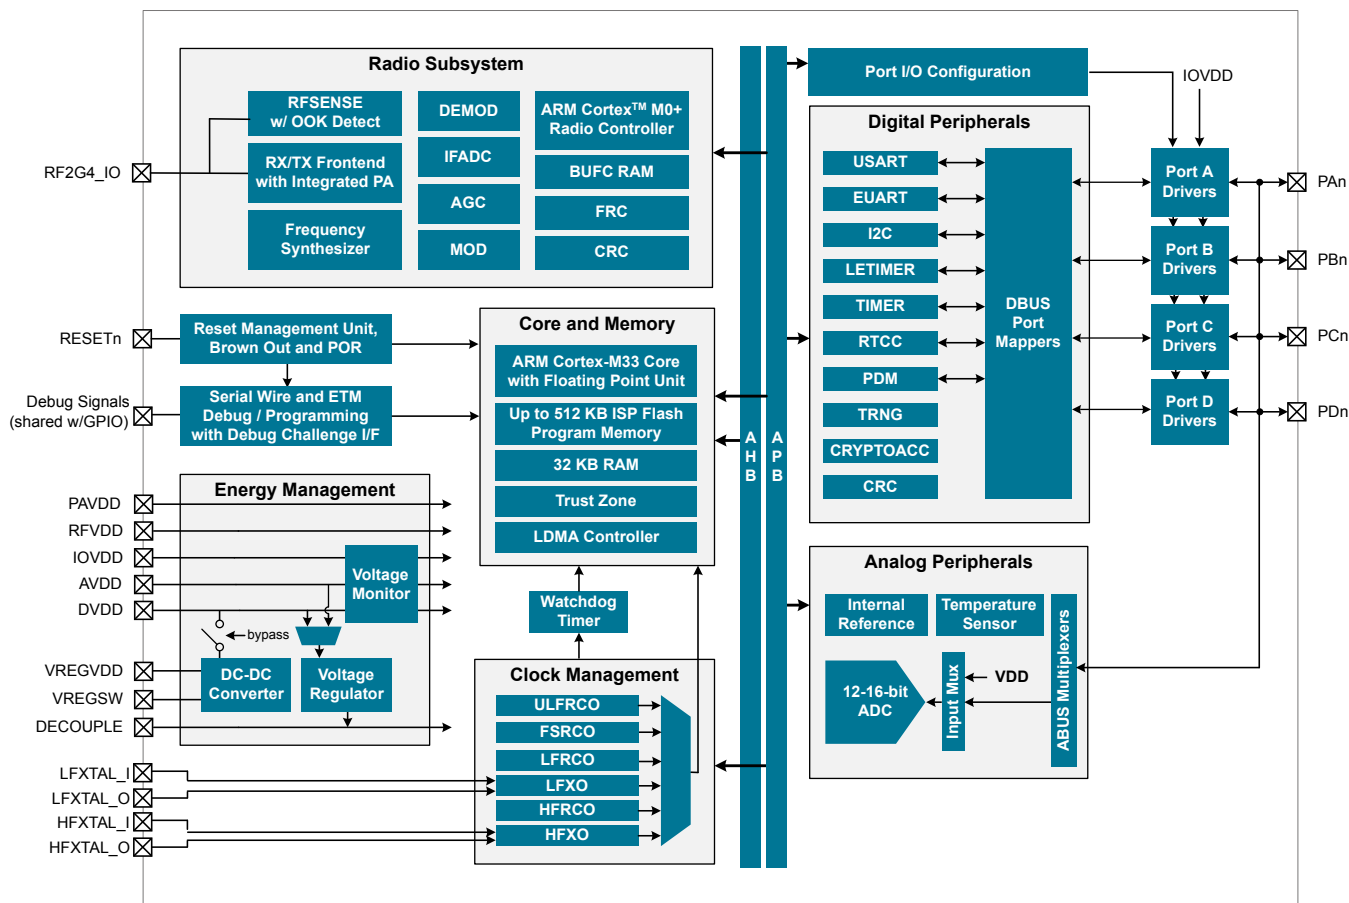 Radio Subsystem
RFSENSE
w/ OOK Detect
RX/TX Frontend
with Integrated PA
Frequency
Synthesizer
DEMOD
IFADC
AGC
MOD
ARM Cortex™ M0+
Radio Controller
BUFC RAM
FRC
CRC
RF2G4_IO
RESETn
Reset Management Unit,
Brown Out and POR
Debug Signals
(shared w/GPIO)
Serial Wire and ETM
Debug / Programming
with Debug Challenge I/F
Core and Memory
ARM Cortex-M33 Core
with Floating Point Unit
Up to 512 KB ISP Flash
Program Memory
32 KB RAM
Trust Zone
LDMA Controller
Energy Management
PAVDD
RFVDD
IOVDD
AVDD
DVDD
VREGVDD
VREGSW
DECOUPLE
Voltage
Monitor
bypass
DC-DC
Converter
Voltage
Regulator
Watchdog
Timer
Clock Management
ULFRCO
FSRCO
LFRCO
LFXO
HFRCO
HFXO
LFXTAL_I
LFXTAL_O
HFXTAL_I
HFXTAL_O
A
H
B
A
P
B
Port I/O Configuration
IOVDD
Digital Peripherals
USART
EUART
I2C
LETIMER
TIMER
RTCC
PDM
TRNG
CRYPTOACC
CRC
DBUS
Port
Mappers
Port A
Drivers
Port B
Drivers
Port C
Drivers
Port D
Drivers
PAn
PBn
PCn
PDn
Analog Peripherals
Internal
Reference
Temperature
Sensor
12-16-bit
ADC
Input Mux
VDD
ABUS Multiplexers